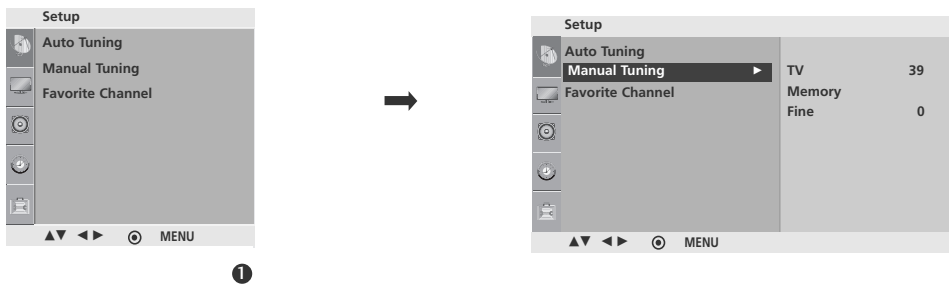 Setup
Auto Tuning
Manual Tuning
Favorite Channel
▲▼ ◄► MENU
❶
Setup
Auto Tuning
Manual Tuning ►
Favorite Channel
TV 39
Memory
Fine 0
▲▼ ◄► MENU